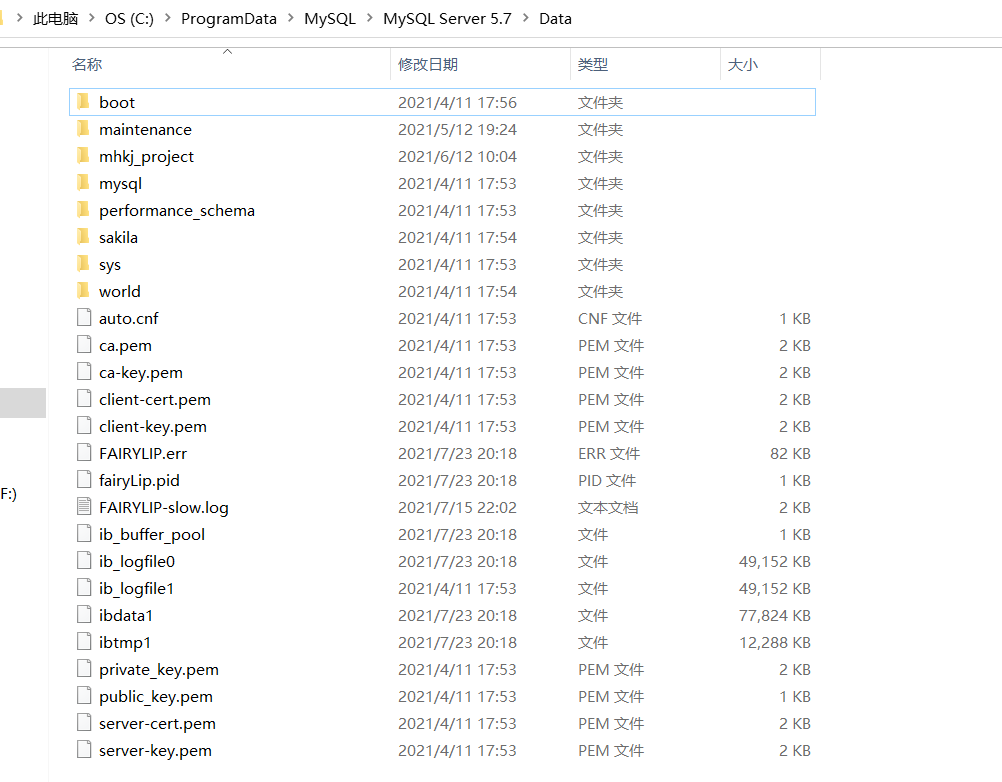 此电脑 > OS (C:) > ProgramData > MySQL > MySQL Server 5.7 > Data
名称 修改日期 类型 大小
boot 2021/4/11 17:56 文件夹
maintenance 2021/5/12 19:24 文件夹
mhkj_project 2021/6/12 10:04 文件夹
mysql 2021/4/11 17:53 文件夹
performance_schema 2021/4/11 17:53 文件夹
sakila 2021/4/11 17:54 文件夹
sys 2021/4/11 17:53 文件夹
world 2021/4/11 17:54 文件夹
auto.cnf 2021/4/11 17:53 CNF 文件 1 KB
ca.pem 2021/4/11 17:53 PEM 文件 2 KB
ca-key.pem 2021/4/11 17:53 PEM 文件 2 KB
client-cert.pem 2021/4/11 17:53 PEM 文件 2 KB
client-key.pem 2021/4/11 17:53 PEM 文件 2 KB
FAIRYLIP.err 2021/7/23 20:18 ERR 文件 82 KB
fairyLip.pid 2021/7/23 20:18 PID 文件 1 KB
F:)
FAIRYLIP-slow.log 2021/7/15 22:02 文本文档 2 KB
ib_buffer_pool 2021/7/23 20:18 文件 1 KB
ib_logfile0 2021/7/23 20:18 文件 49,152 KB
ib_logfile1 2021/4/11 17:53 文件 49,152 KB
ibdata1 2021/7/23 20:18 文件 77,824 KB
ibtmp1 2021/7/23 20:18 文件 12,288 KB
private_key.pem 2021/4/11 17:53 PEM 文件 2 KB
public_key.pem 2021/4/11 17:53 PEM 文件 1 KB
server-cert.pem 2021/4/11 17:53 PEM 文件 2 KB
server-key.pem 2021/4/11 17:53 PEM 文件 2 KB